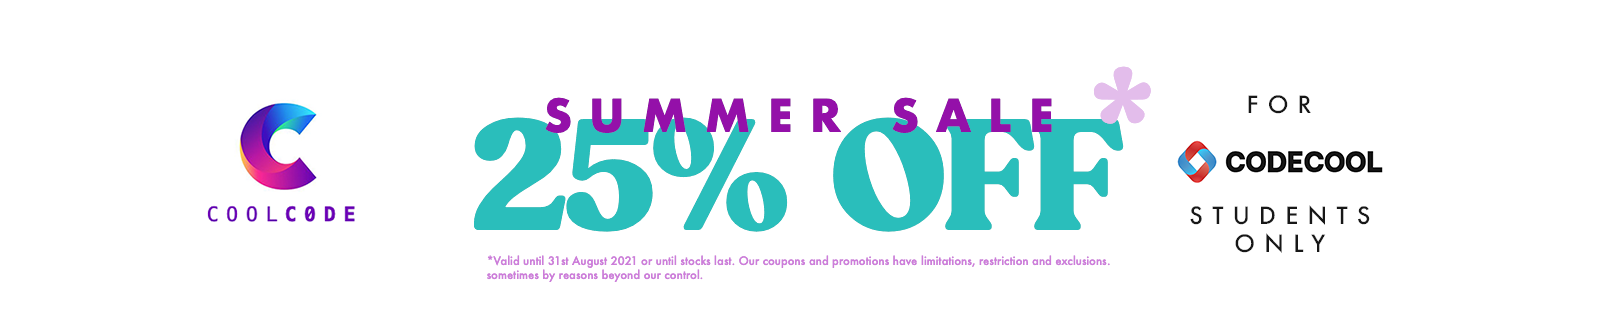 COOLC0DE
SUMMER SALE*
25% OFF
*Valid until 31st August 2021 or until stocks last. Our coupons and promotions have limitations, restriction and exclusions.
sometimes by reasons beyond our control.
FOR
CODECOOL
STUDENTS
ONLY